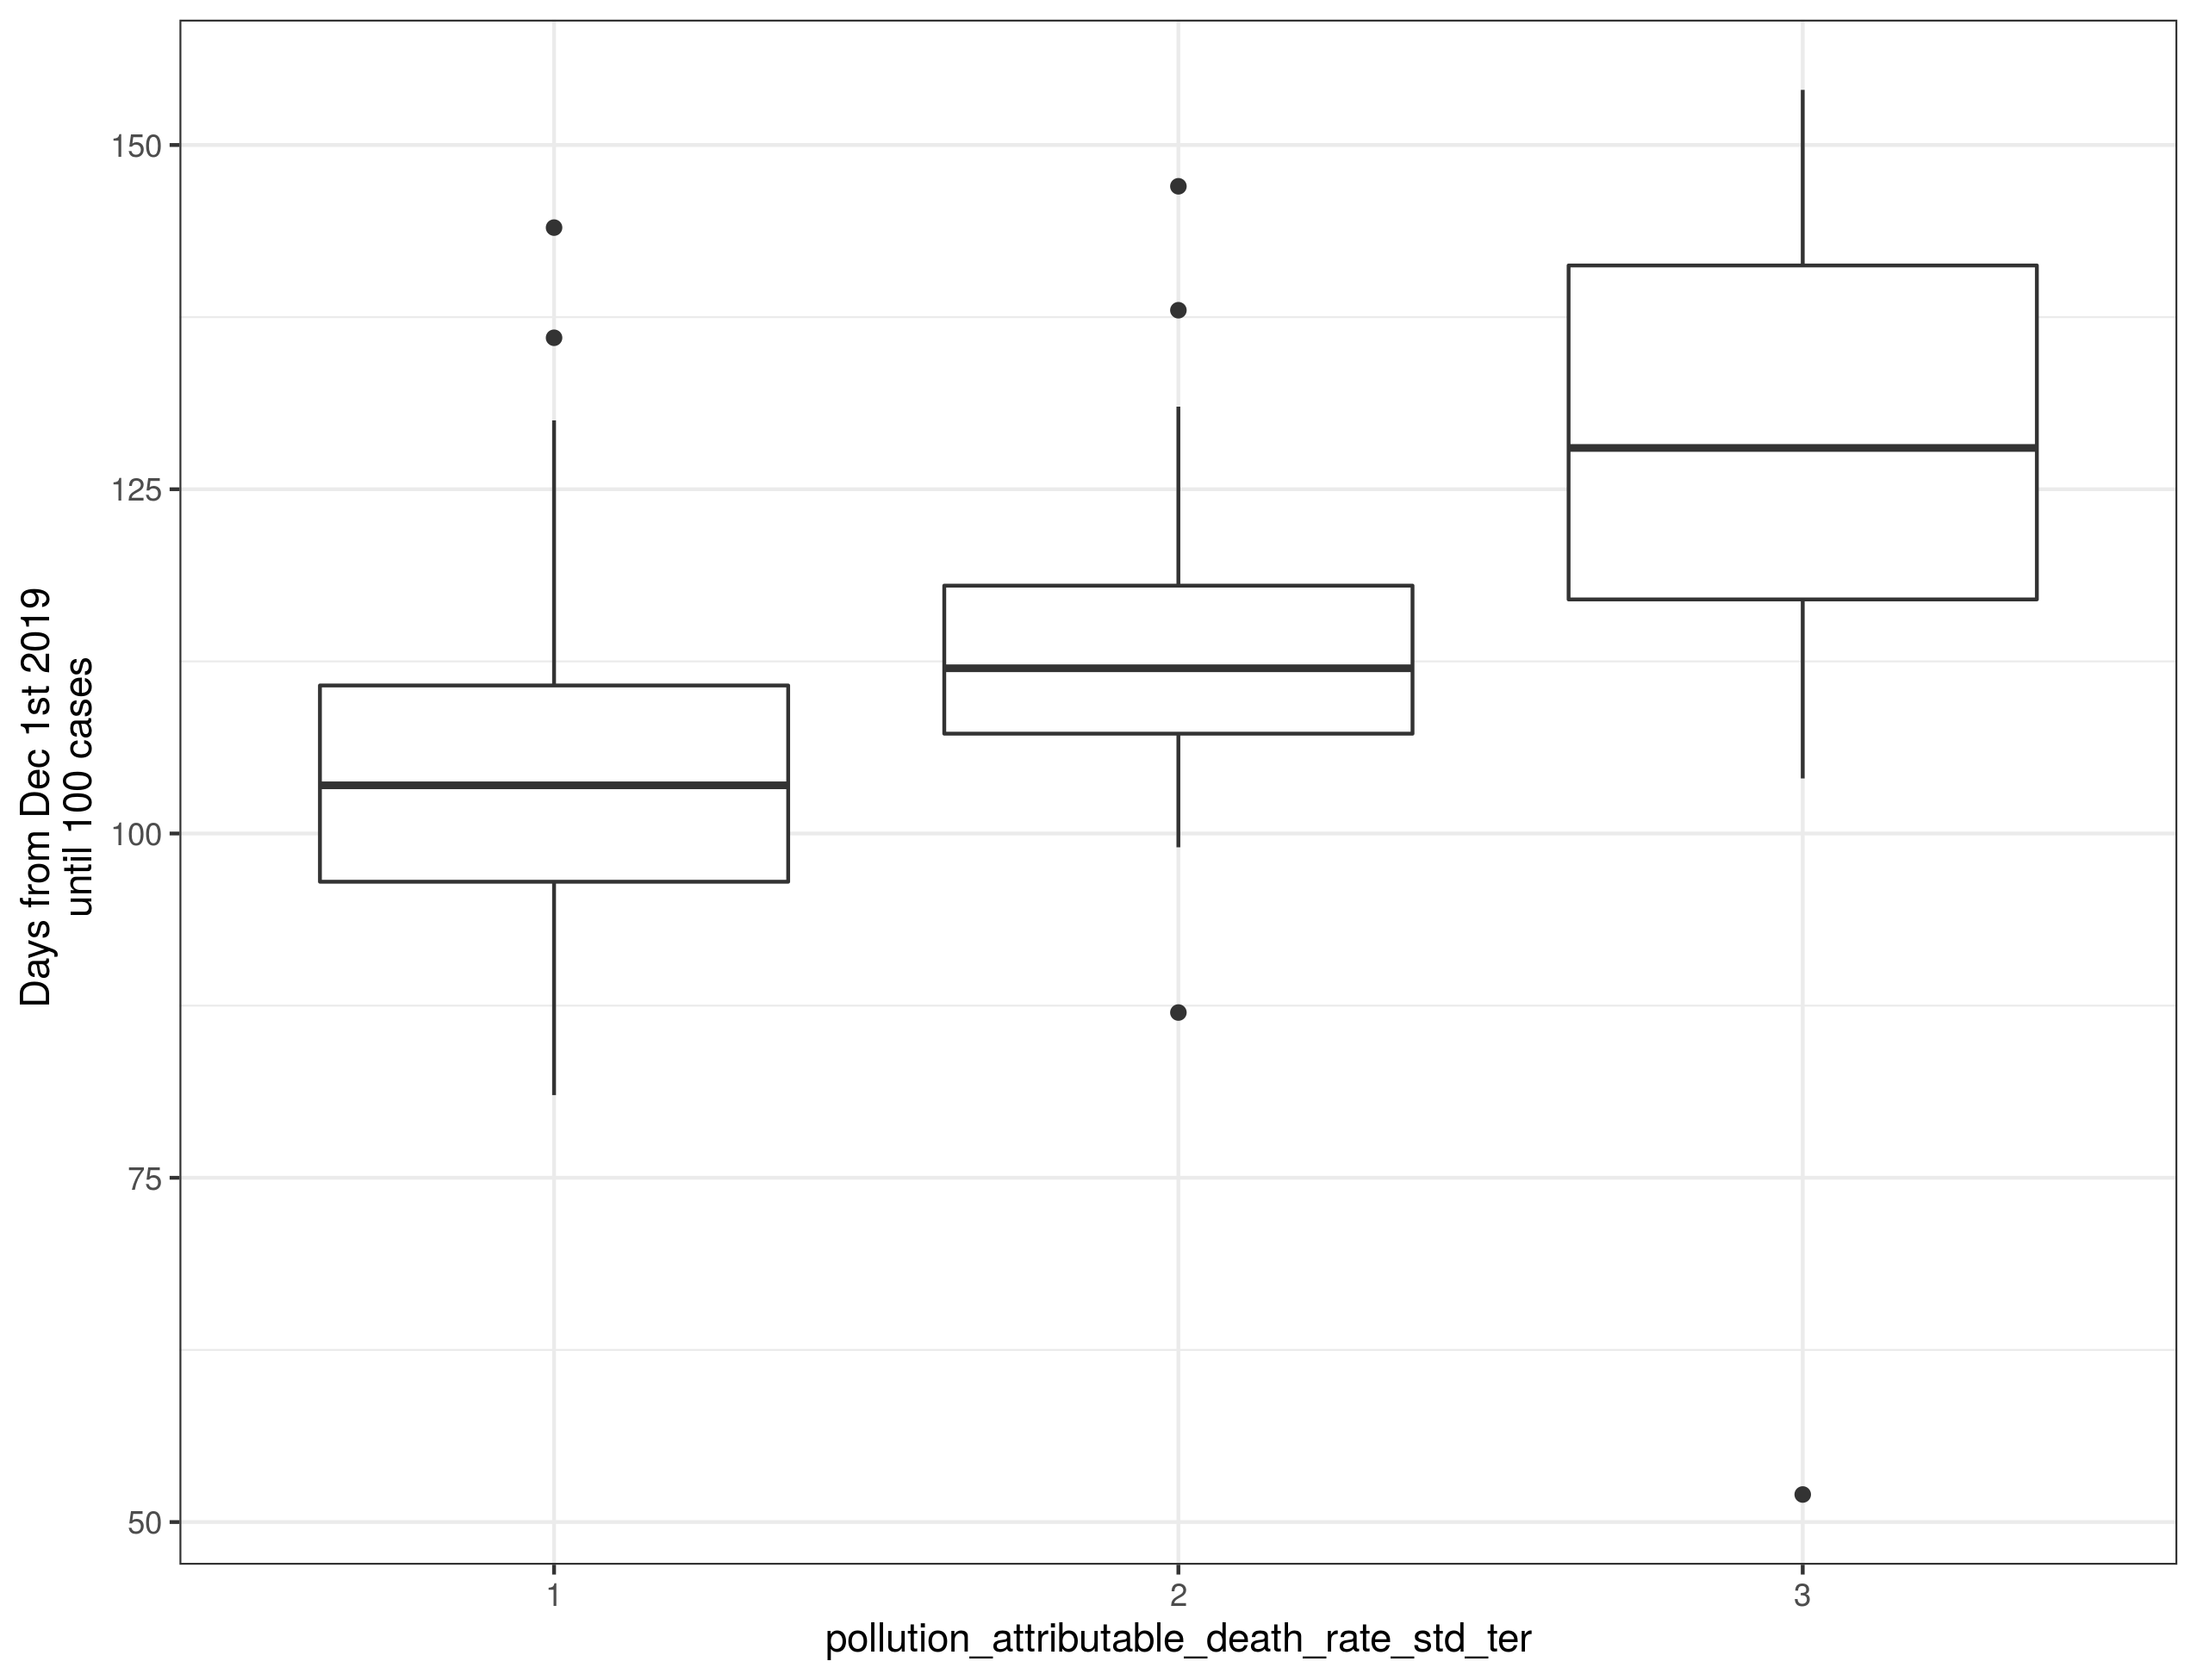 Days from Dec 1st 2019
until 100 cases
150
125
100
75
50
1
2
3
pollution_attributable_death_rate_std_ter